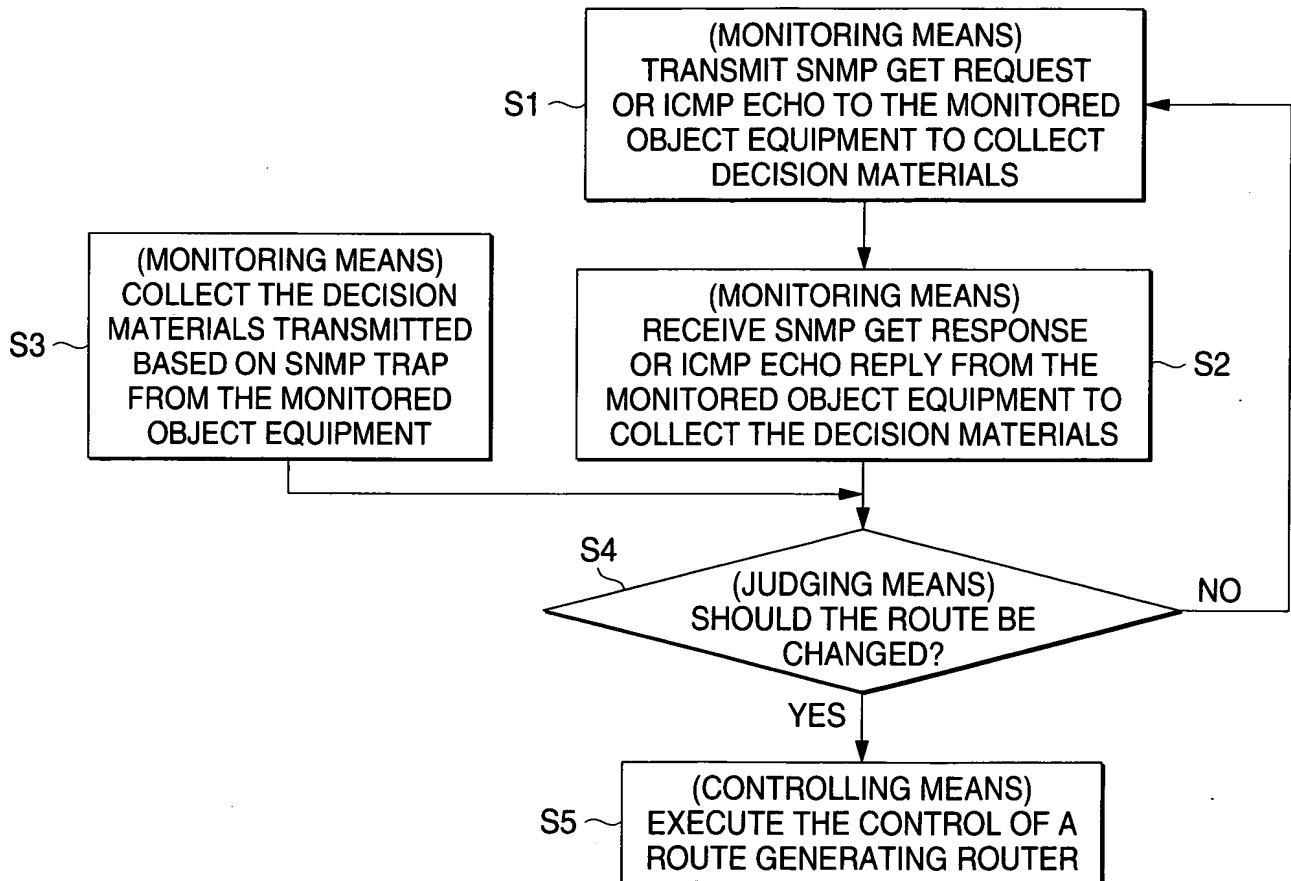 S1
(MONITORING MEANS)
TRANSMIT SNMP GET REQUEST
OR ICMP ECHO TO THE MONITORED
OBJECT EQUIPMENT TO COLLECT
DECISION MATERIALS
S3
(MONITORING MEANS)
COLLECT THE DECISION
MATERIALS TRANSMITTED
BASED ON SNMP TRAP
FROM THE MONITORED
OBJECT EQUIPMENT
(MONITORING MEANS)
RECEIVE SNMP GET RESPONSE
OR ICMP ECHO REPLY FROM THE
MONITORED OBJECT EQUIPMENT TO
COLLECT THE DECISION MATERIALS
S2
S4
(JUDGING MEANS)
SHOULD THE ROUTE BE
CHANGED?
NO
YES
S5
(CONTROLLING MEANS)
EXECUTE THE CONTROL OF A
ROUTE GENERATING ROUTER